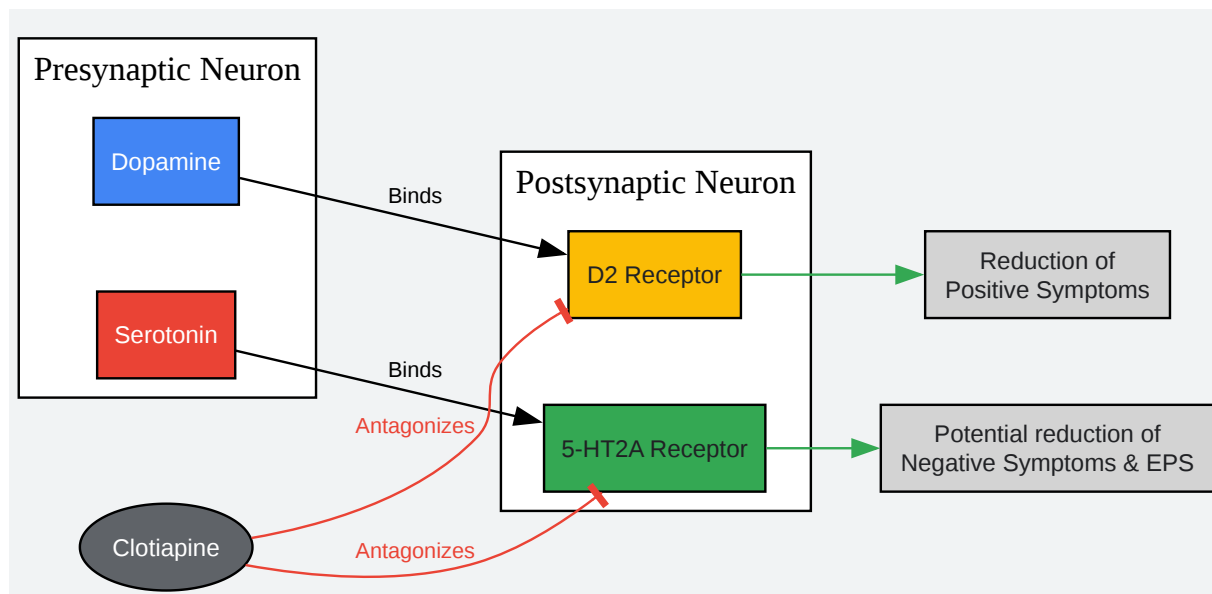 Presynaptic Neuron
Dopamine
Serotonin
Binds
Binds
Postsynaptic Neuron
D2 Receptor
5-HT2A Receptor
Reduction of
Positive Symptoms
Potential reduction of
Negative Symptoms & EPS
Antagonizes
Antagonizes
Clotiapine